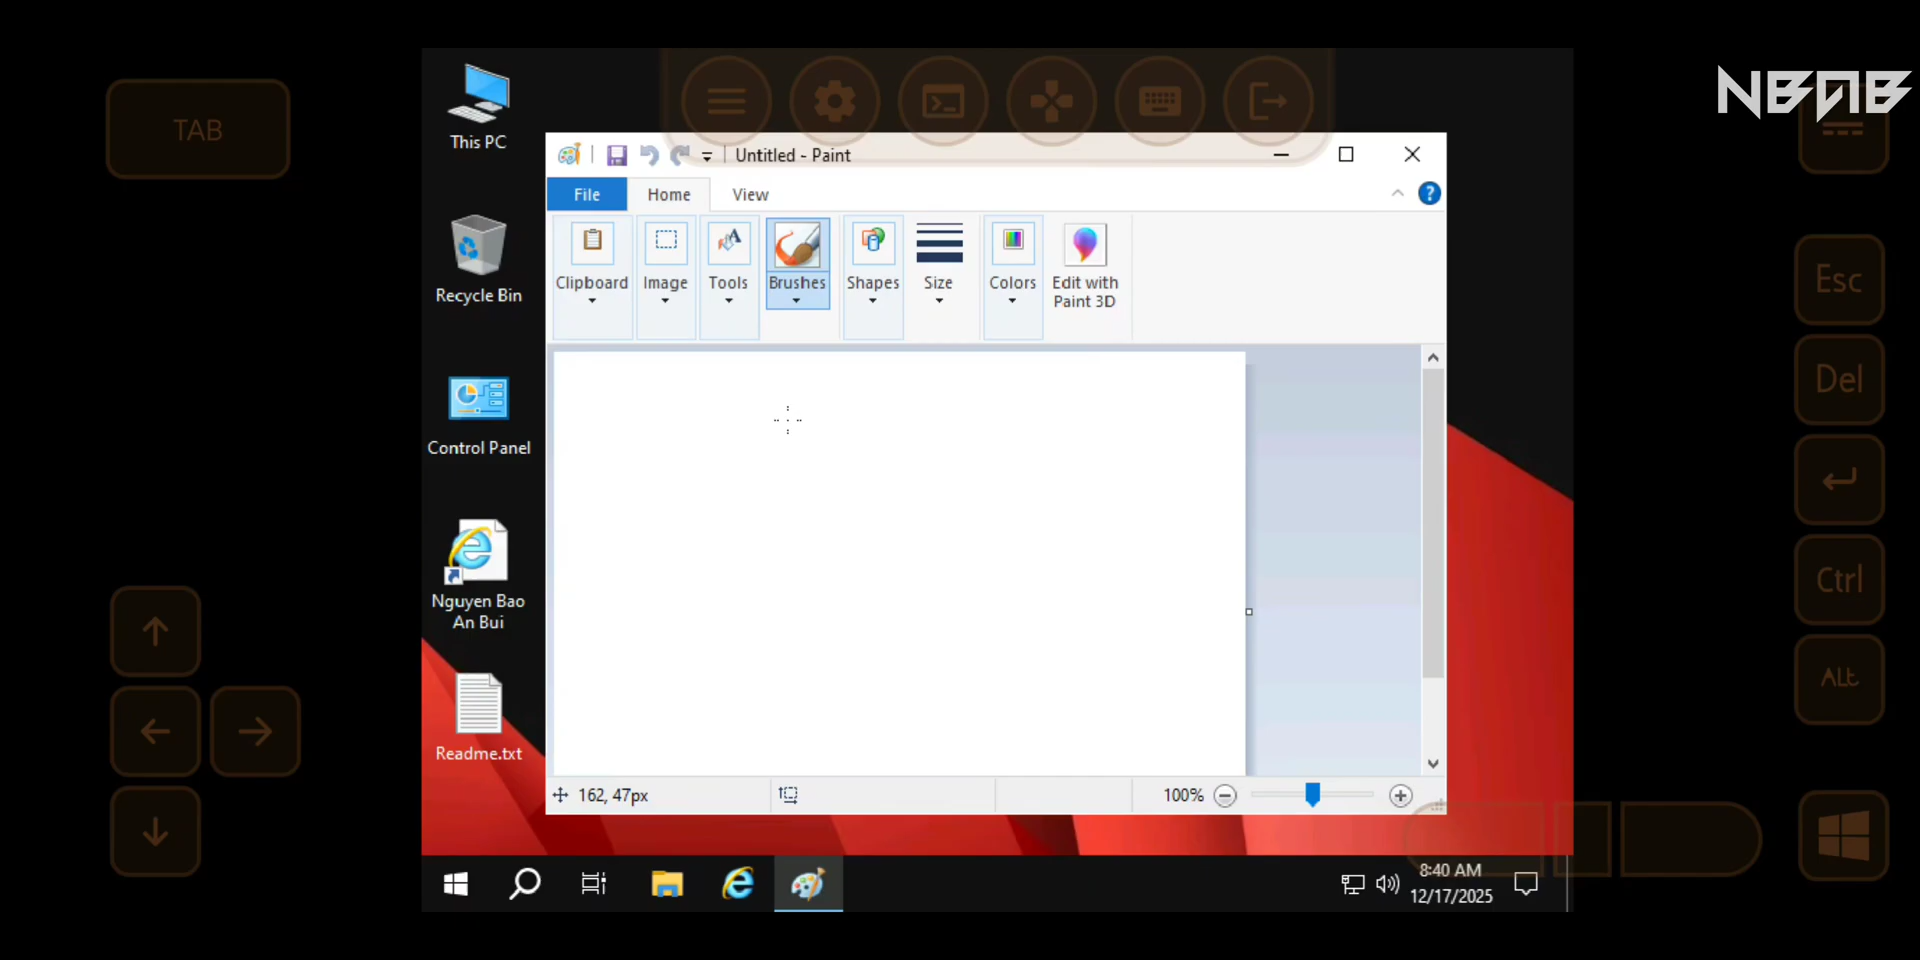 NBAB
TAB
This PC
Untitled - Paint
File Home View
Esc
Recycle Bin
Clipboard Image Tools Brushes Shapes Size Colors Edit with
Paint 3D
Del
Control Panel
Ctrl
Nguyen Bao
An Bui
Alt
Readme.txt
162, 47px
100%
8:40 AM
12/17/2025